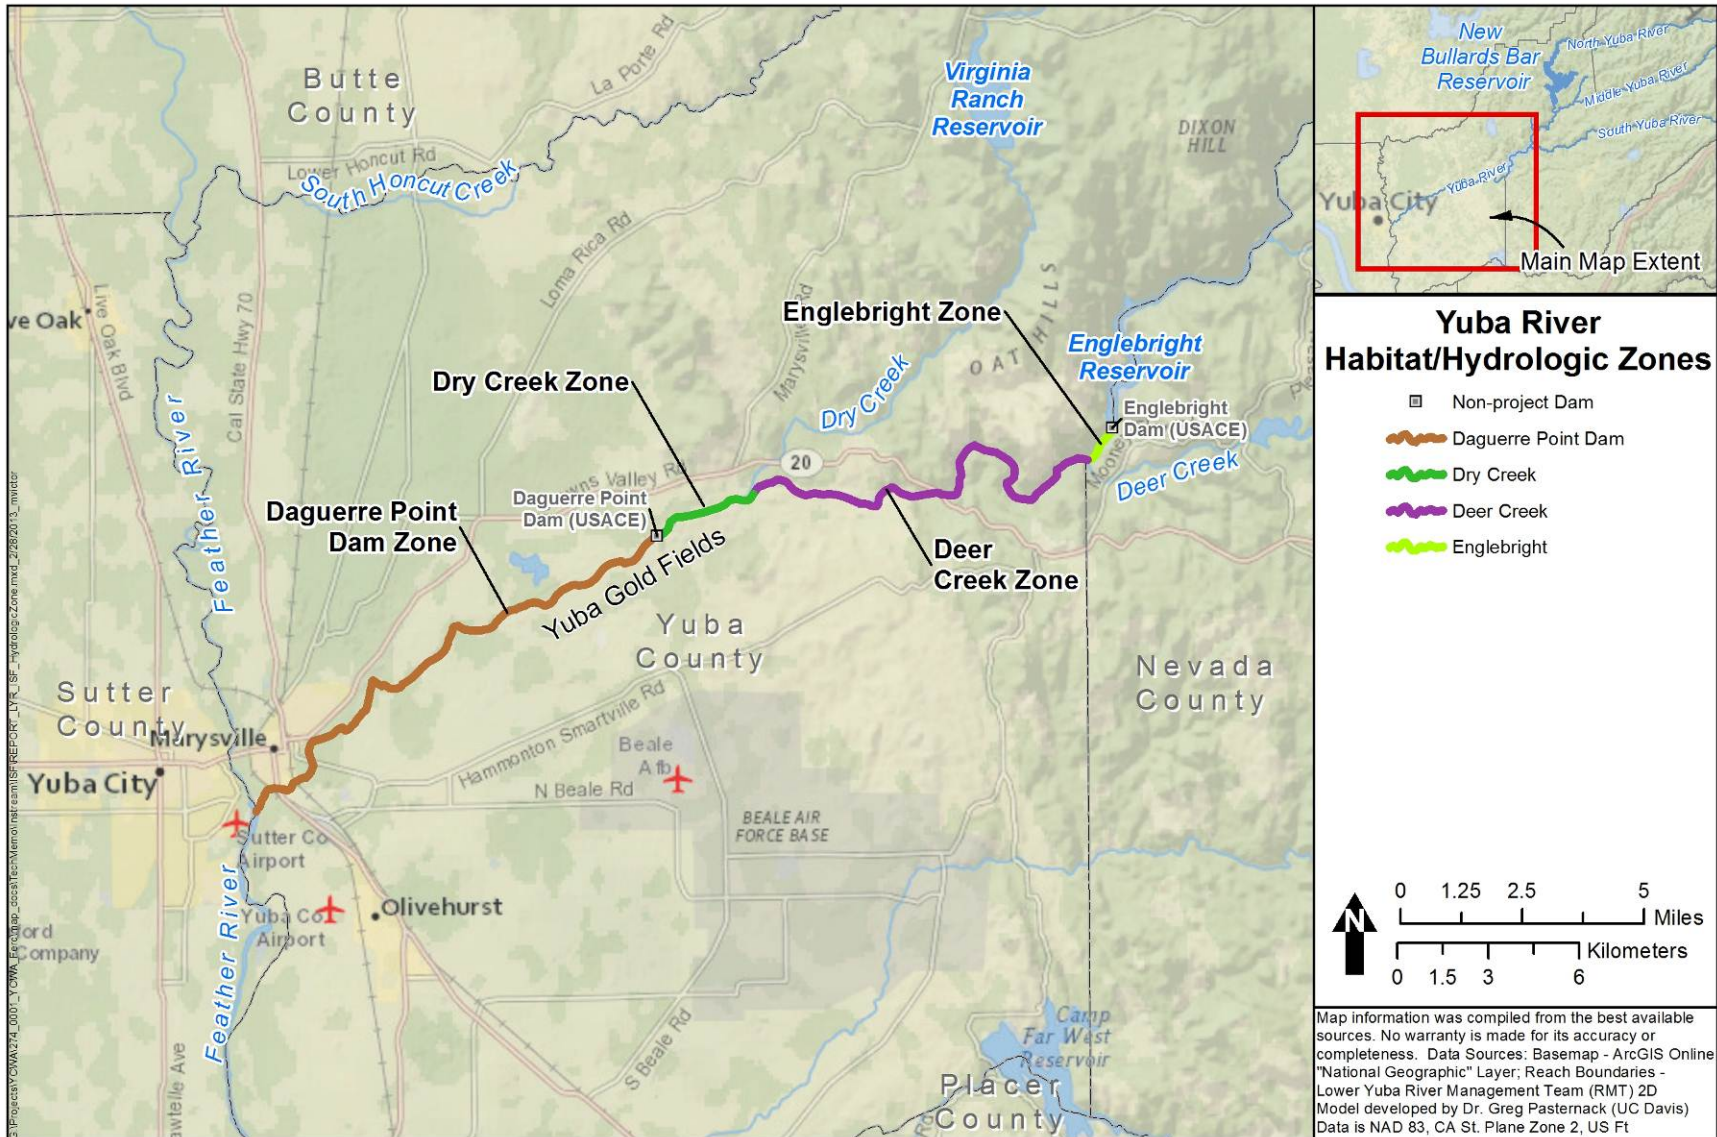 Butte
County
La Porte Rd
Lower Honcut Rd
South Honcut Creek
Virginia
Ranch
Reservoir
DIXON
HILL
Loma Rica Rd
Marysville Rd
ve Oak
Live Oak Blvd
Cal State Hwy 70
Feather River
Englebright Zone
OAT HILLS
Englebright
Reservoir
Dry Creek Zone
Dry Creek
Englebright
Dam (USACE)
20
Deer Creek
Daguerre Point
Dam Zone
Daguerre Point
Dam (USACE)
Yuba Gold Fields
Deer
Creek Zone
Yuba
County
Nevada
County
Sutter
County
Marysville
Yuba City
Hammonton Smartville Rd
Beale
Afb
N Beale Rd
BEALE AIR
FORCE BASE
Sutter Co
Airport
Yuba Co
Airport
Olivehurst
Feather River
ord
Company
S Beale Rd
Camp
Far West
Reservoir
Placer
County
New
Bullards Bar
Reservoir
North Yuba River
Middle Yuba River
South Yuba River
Yuba River
Yuba City
Main Map Extent
Yuba River
Habitat/Hydrologic Zones
Non-project Dam
Daguerre Point Dam
Dry Creek
Deer Creek
Englebright
N
0 1.25 2.5 5 Miles
Kilometers
0 1.5 3 6
Map information was compiled from the best available
sources. No warranty is made for its accuracy or
completeness. Data Sources: Basemap - ArcGIS Online
"National Geographic" Layer; Reach Boundaries -
Lower Yuba River Management Team (RMT) 2D
Model developed by Dr. Greg Pasternack (UC Davis)
Data is NAD 83, CA St. Plane Zone 2, US Ft